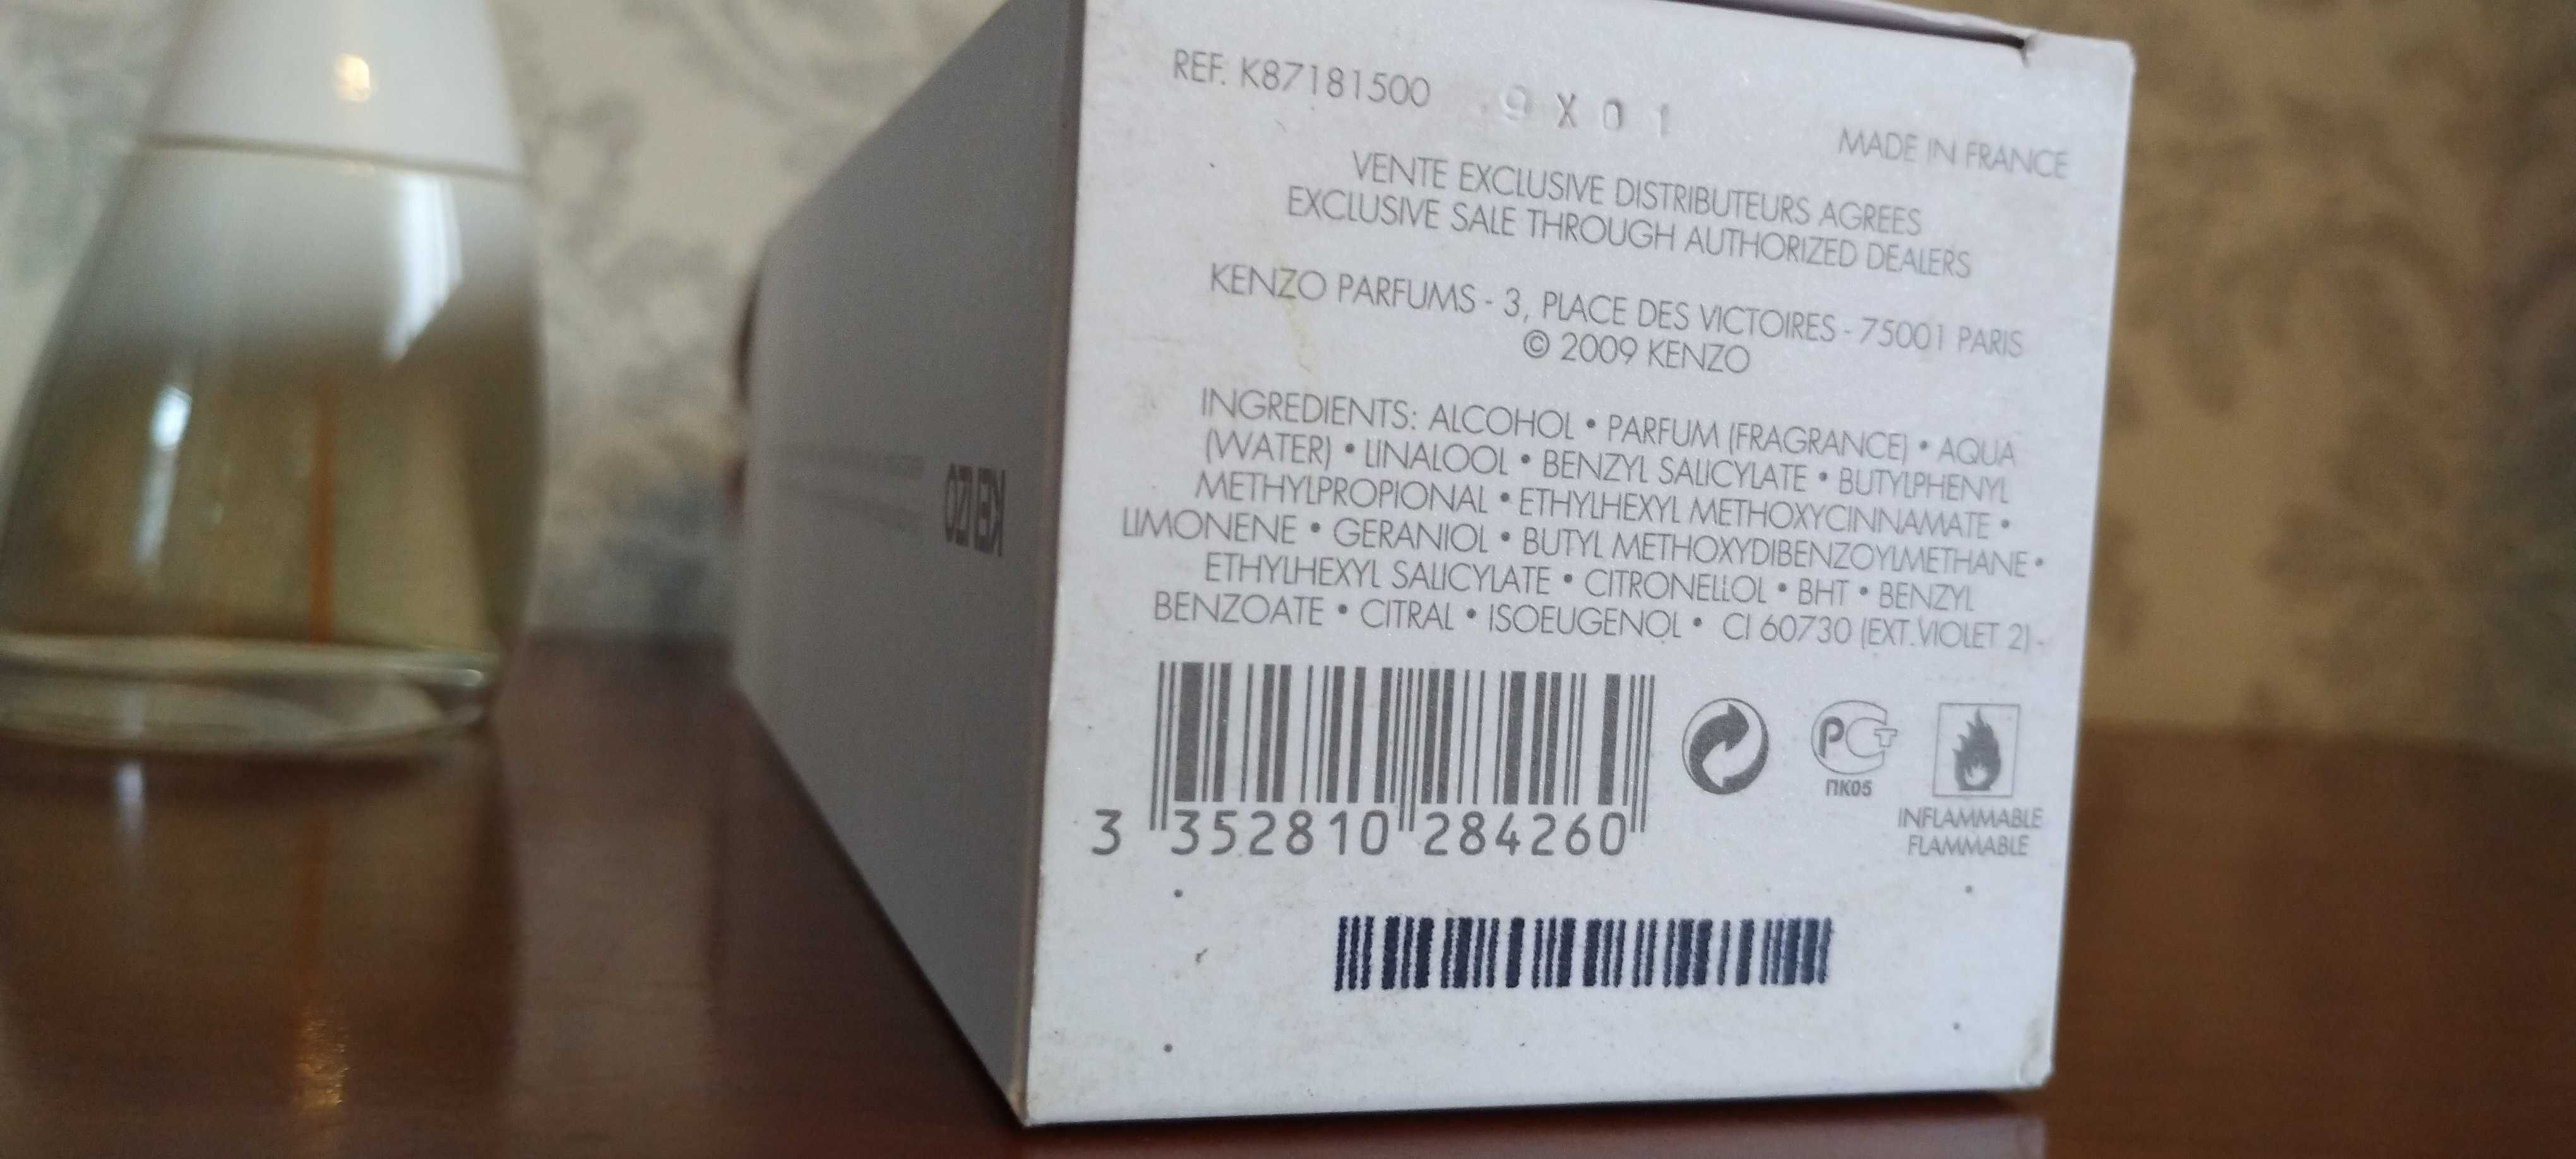 REF. K87181500
9X01
MADE IN FRANCE
VENTE EXCLUSIVE DISTRIBUTEURS AGREES
EXCLUSIVE SALE THROUGH AUTHORIZED DEALERS
KENZO PARFUMS - 3, PLACE DES VICTOIRES - 75001 PARIS
© 2009 KENZO
INGREDIENTS: ALCOHOL • PARFUM (FRAGRANCE) • AQUA
(WATER) • LINALOOL • BENZYL SALICYLATE • BUTYLPHENYL
METHYLPROPIONAL • ETHYLHEXYL METHOXYCINNAMATE •
LIMONENE • GERANIOL • BUTYL METHOXYDIBENZOYLMETHANE •
ETHYLHEXYL SALICYLATE • CITRONELLOL • BHT • BENZYL
BENZOATE • CITRAL • ISOEUGENOL • CI 60730 (EXT.VIOLET 2) -
3 352810 284260
РСТ
ПК05
INFLAMMABLE
FLAMMABLE
KENZO